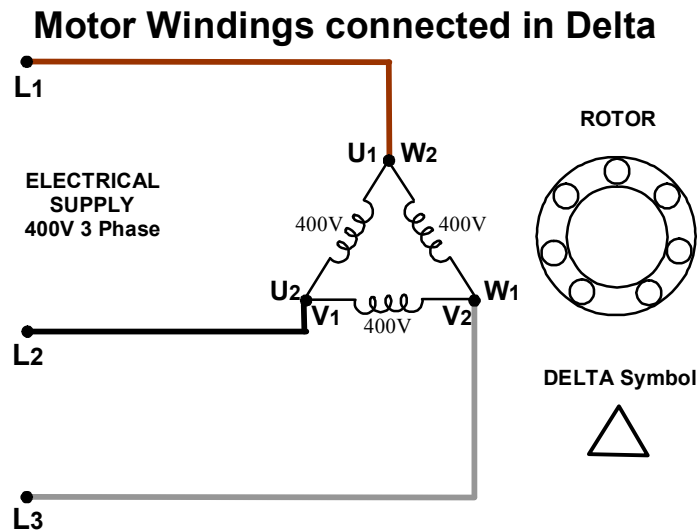 Motor Windings connected in Delta
L1
ROTOR
U1 W2
ELECTRICAL
SUPPLY
400V 3 Phase
400V 400V
U2 W1
V1 V2
400V
L2
DELTA Symbol
L3